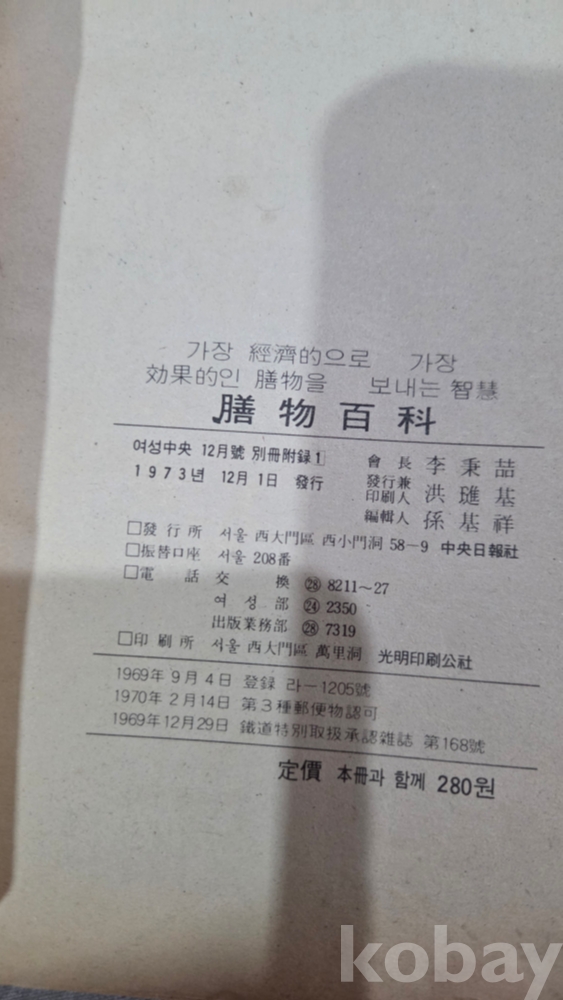 가장 經濟的으로 가장
效果的인 膳物을 보내는 智慧
膳物百科
여성中央 12月號 別冊附録1
1973년 12月 1日 發行
會長 李秉喆
發行兼
印刷人 洪璡基
編輯人 孫基祥
□發行所 서울 西大門區 西小門洞 58-9 中央日報社
□振替口座 서울 208番
□電話 交換 ㉘ 8211~27
여성部 ㉔ 2350
出版業務部 ㉘ 7319
□印刷所 서울 西大門區 萬里洞 光明印刷公社
1969年 9月 4日 登錄 라-1205號
1970年 2月14日 第3種郵便物認可
1969年12月29日 鐵道特別取扱承認雜誌 第168號
定價 本冊과 함께 280원
kobay